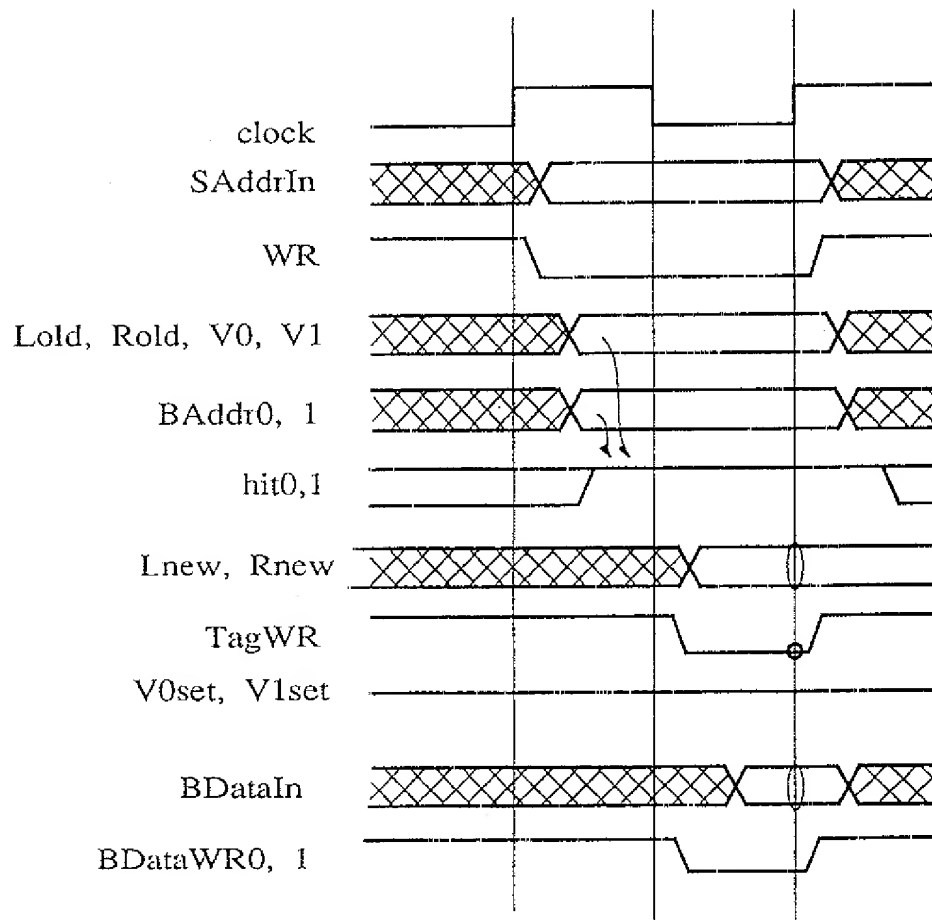 clock
SAddrIn
WR
Lold, Rold, V0, V1
BAddr0, 1
hit0,1
Lnew, Rnew
TagWR
V0set, V1set
BDataIn
BDataWR0, 1